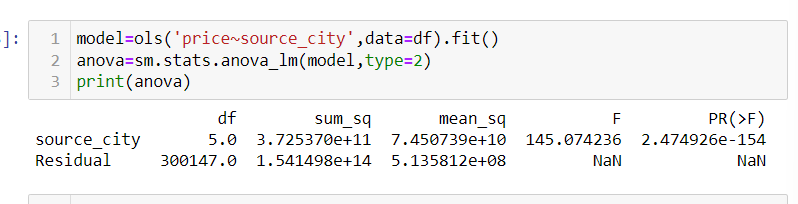 ]:
1 model=ols('price~source_city',data=df).fit()
2 anova=sm.stats.anova_lm(model,type=2)
3 print(anova)
df sum_sq mean_sq F PR(>F)
source_city 5.0 3.725370e+11 7.450739e+10 145.074236 2.474926e-154
Residual 300147.0 1.541498e+14 5.135812e+08 NaN NaN